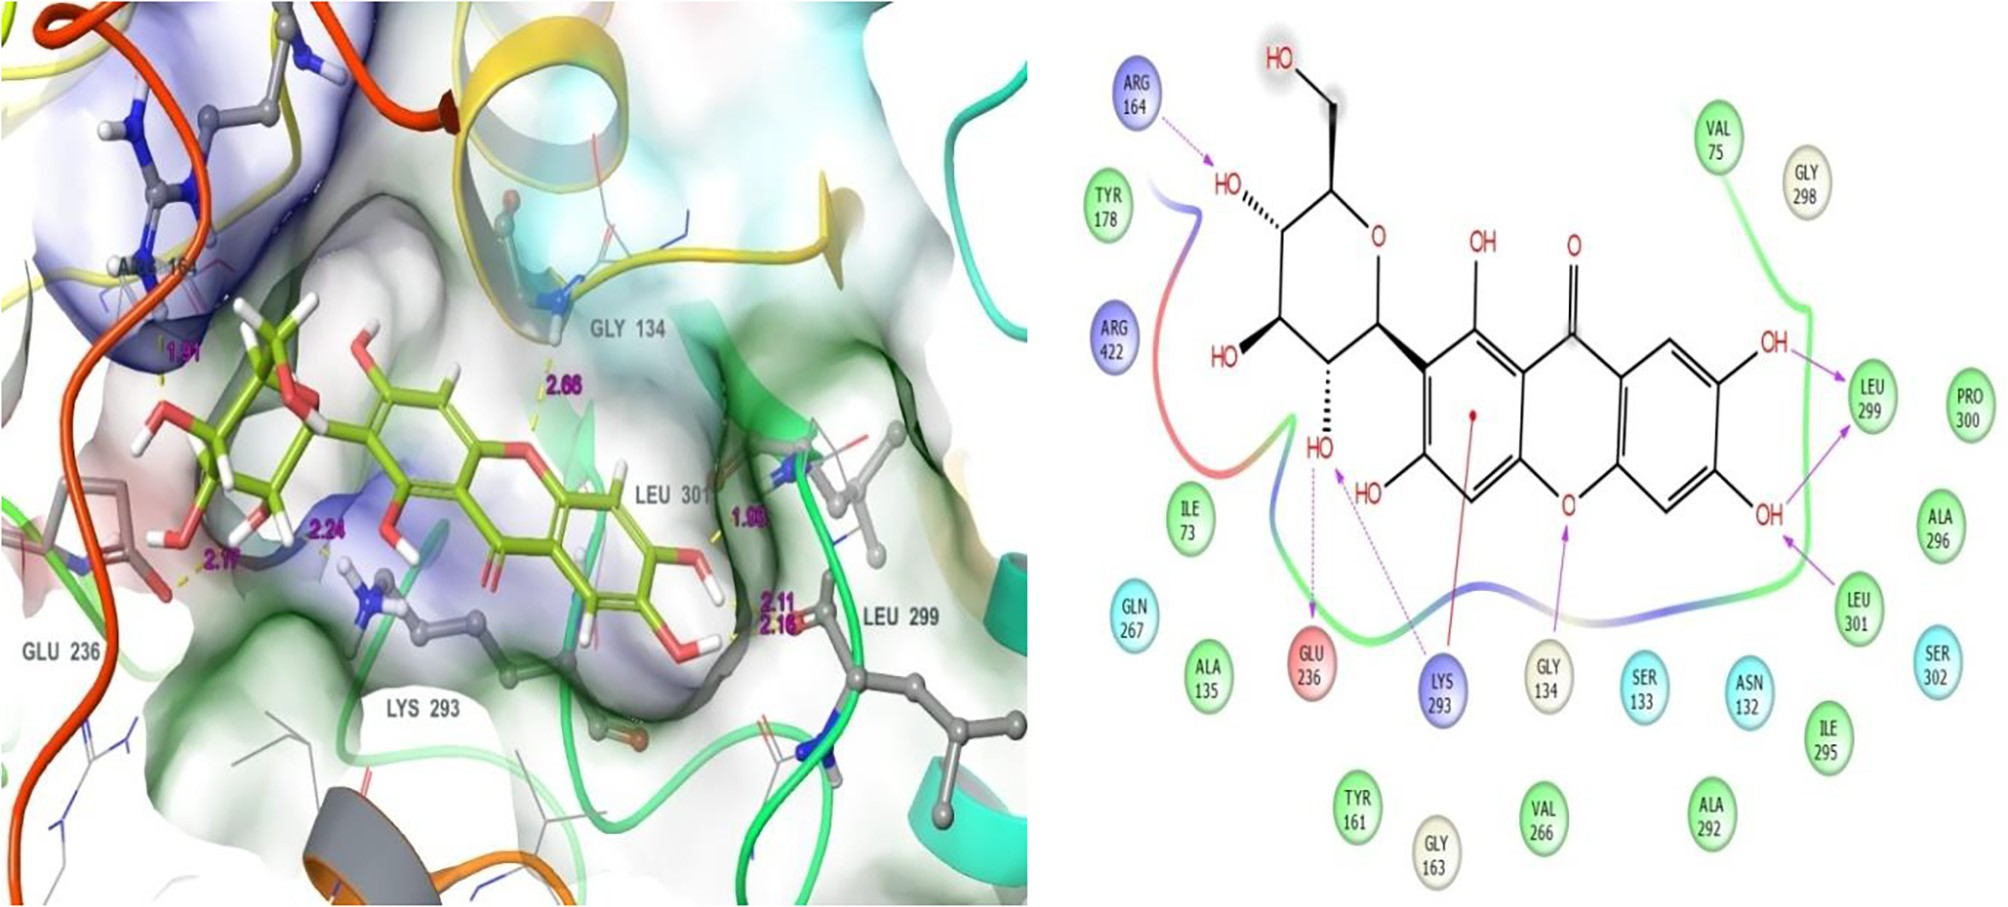 ARG 164
1.91
GLY 134
2.66
LEU 301
2.24
2.11
2.16
GLU 236
LEU 299
LYS 293
HO
ARG
164
VAL
75
GLY
298
HO
TYR
178
O
OH
O
ARG
422
HO
OH
LEU
299
PRO
300
HO
HO
O
OH
ILE
73
ALA
296
GLN
267
LEU
301
ALA
135
GLU
236
LYS
293
GLY
134
SER
133
ASN
132
SER
302
ILE
295
TYR
161
GLY
163
VAL
266
ALA
292